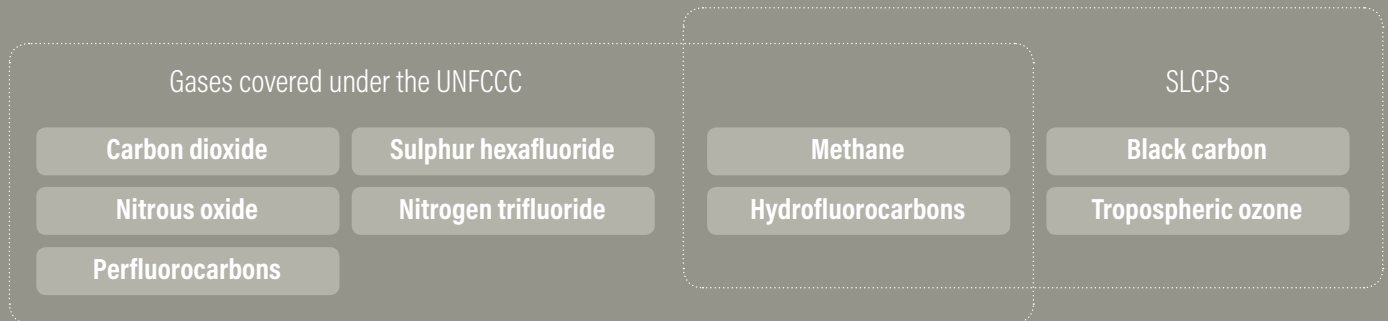 Gases covered under the UNFCCC
SLCPs
Carbon dioxide
Sulphur hexafluoride
Methane
Black carbon
Nitrous oxide
Nitrogen trifluoride
Hydrofluorocarbons
Tropospheric ozone
Perfluorocarbons